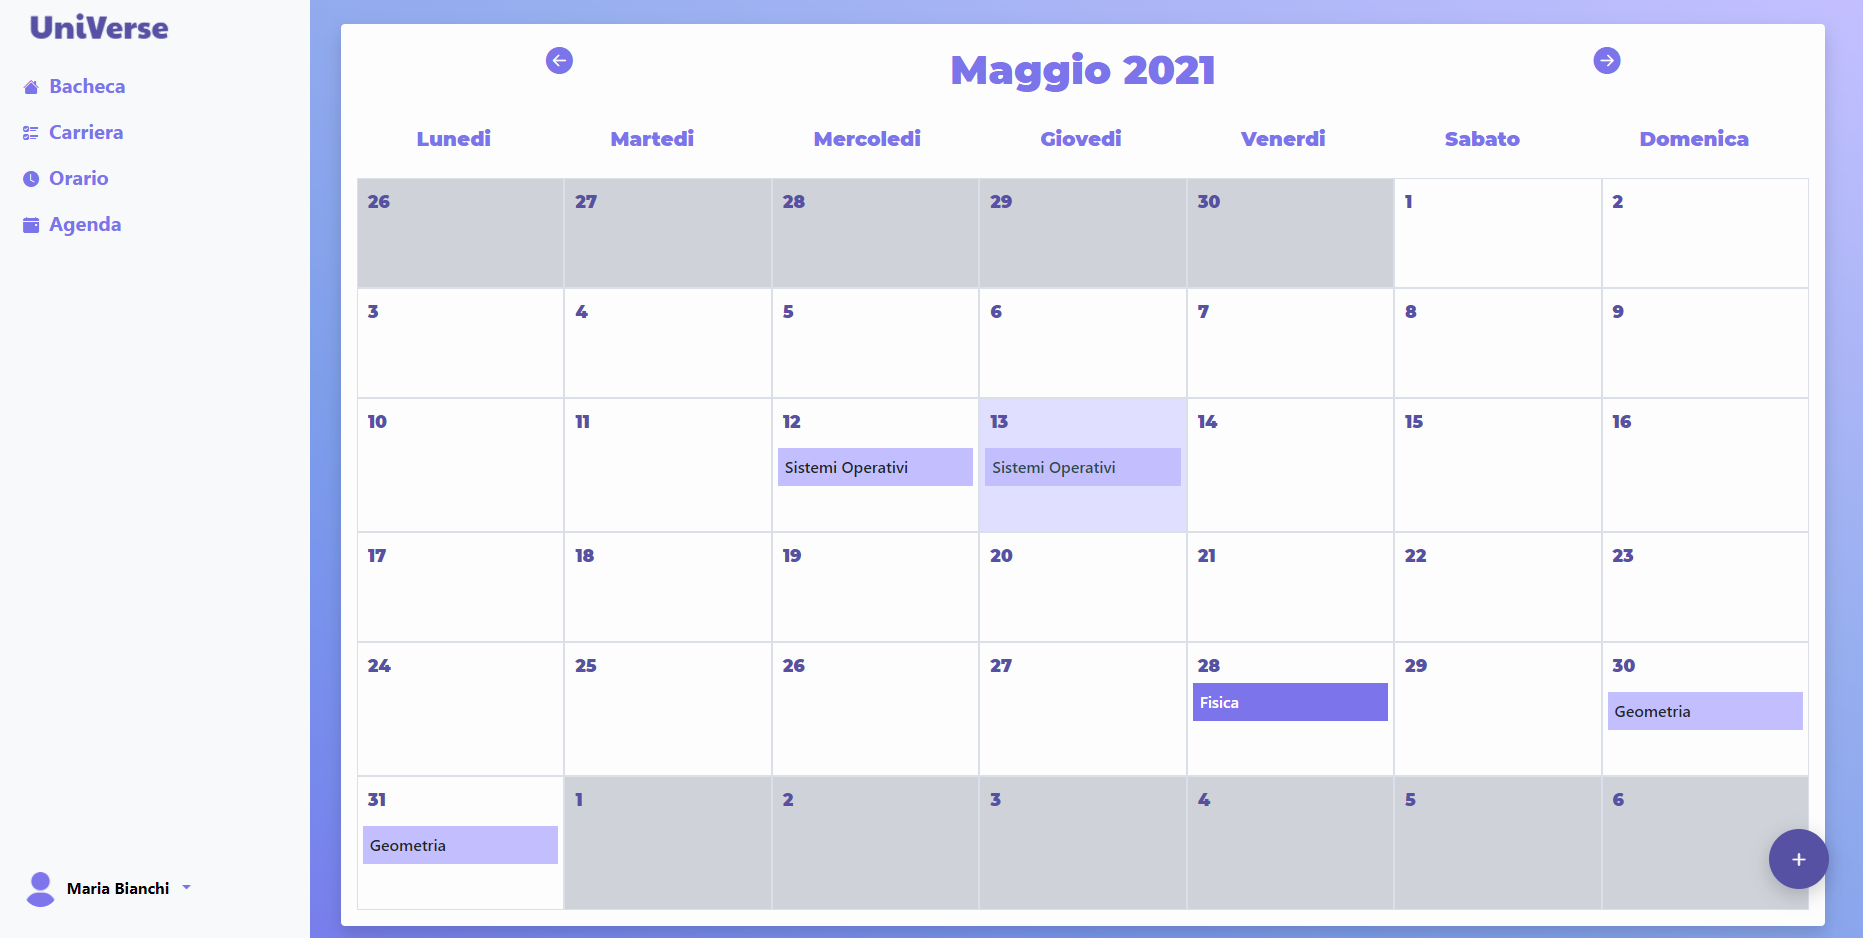 UniVerse
Bacheca
Carriera
Orario
Agenda
Maria Bianchi
Maggio 2021
Lunedi Martedi Mercoledi Giovedi Venerdi Sabato Domenica
26 27 28 29 30 1 2
3 4 5 6 7 8 9
10 11 12 13 14 15 16
Sistemi Operativi Sistemi Operativi
17 18 19 20 21 22 23
24 25 26 27 28 29 30
Fisica
Geometria
31 1 2 3 4 5 6
Geometria
+